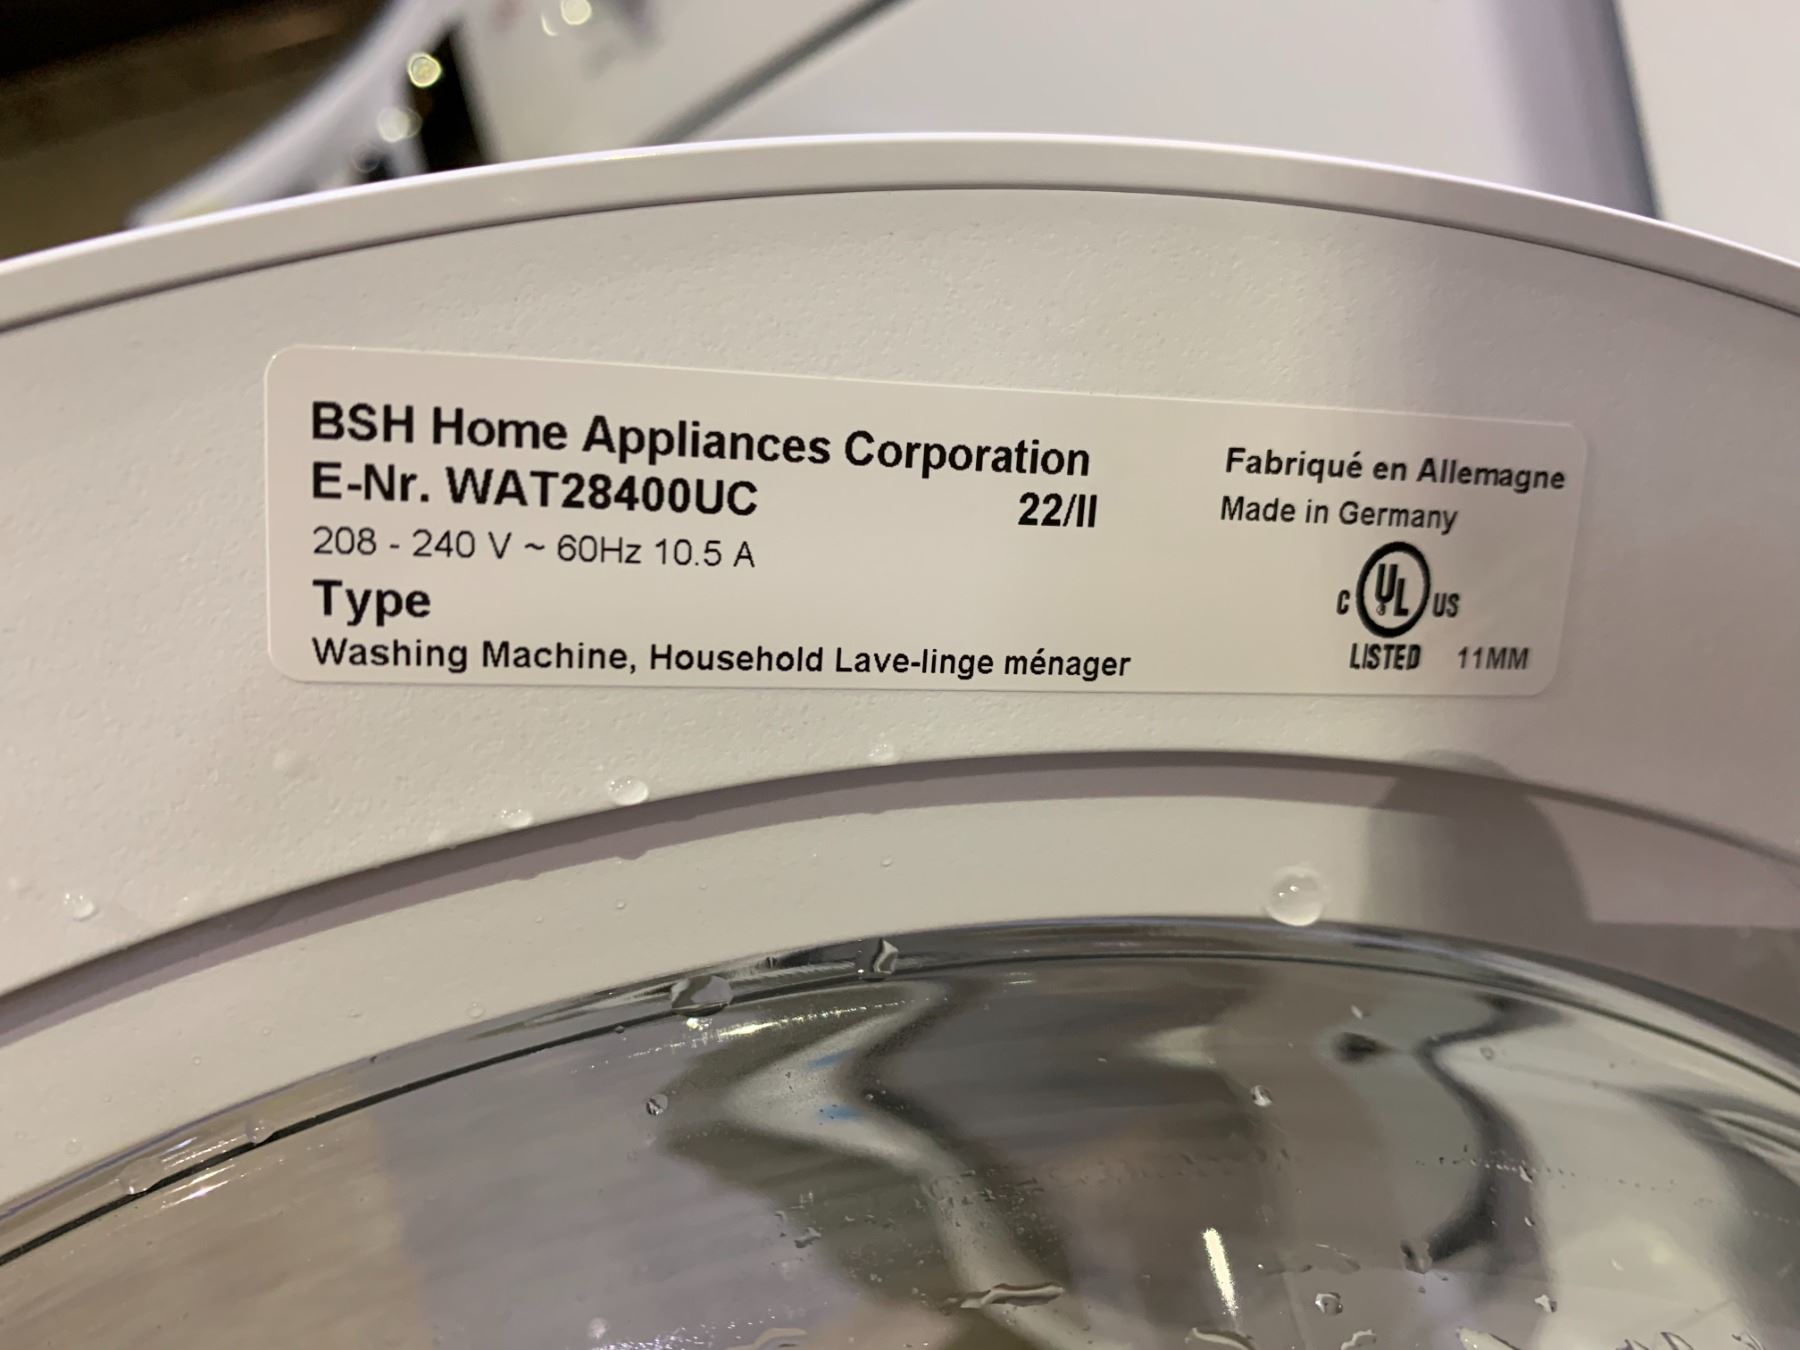 BSH Home Appliances Corporation
E-Nr. WAT28400UC 22/II
208 - 240 V ~ 60Hz 10.5 A
Type
Washing Machine, Household Lave-linge ménager
Fabriqué en Allemagne
Made in Germany
C UL US
LISTED 11MM